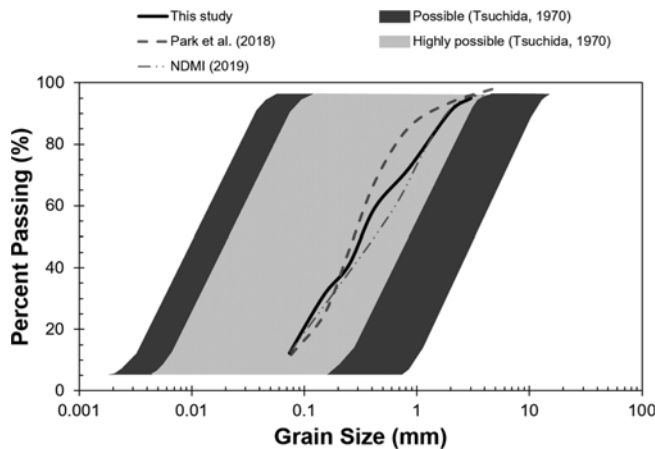 This study
Possible (Tsuchida, 1970)
Park et al. (2018)
Highly possible (Tsuchida, 1970)
NDMI (2019)
100
80
60
40
20
0
Percent Passing (%)
0.001 0.01 0.1 1 10 100
Grain Size (mm)